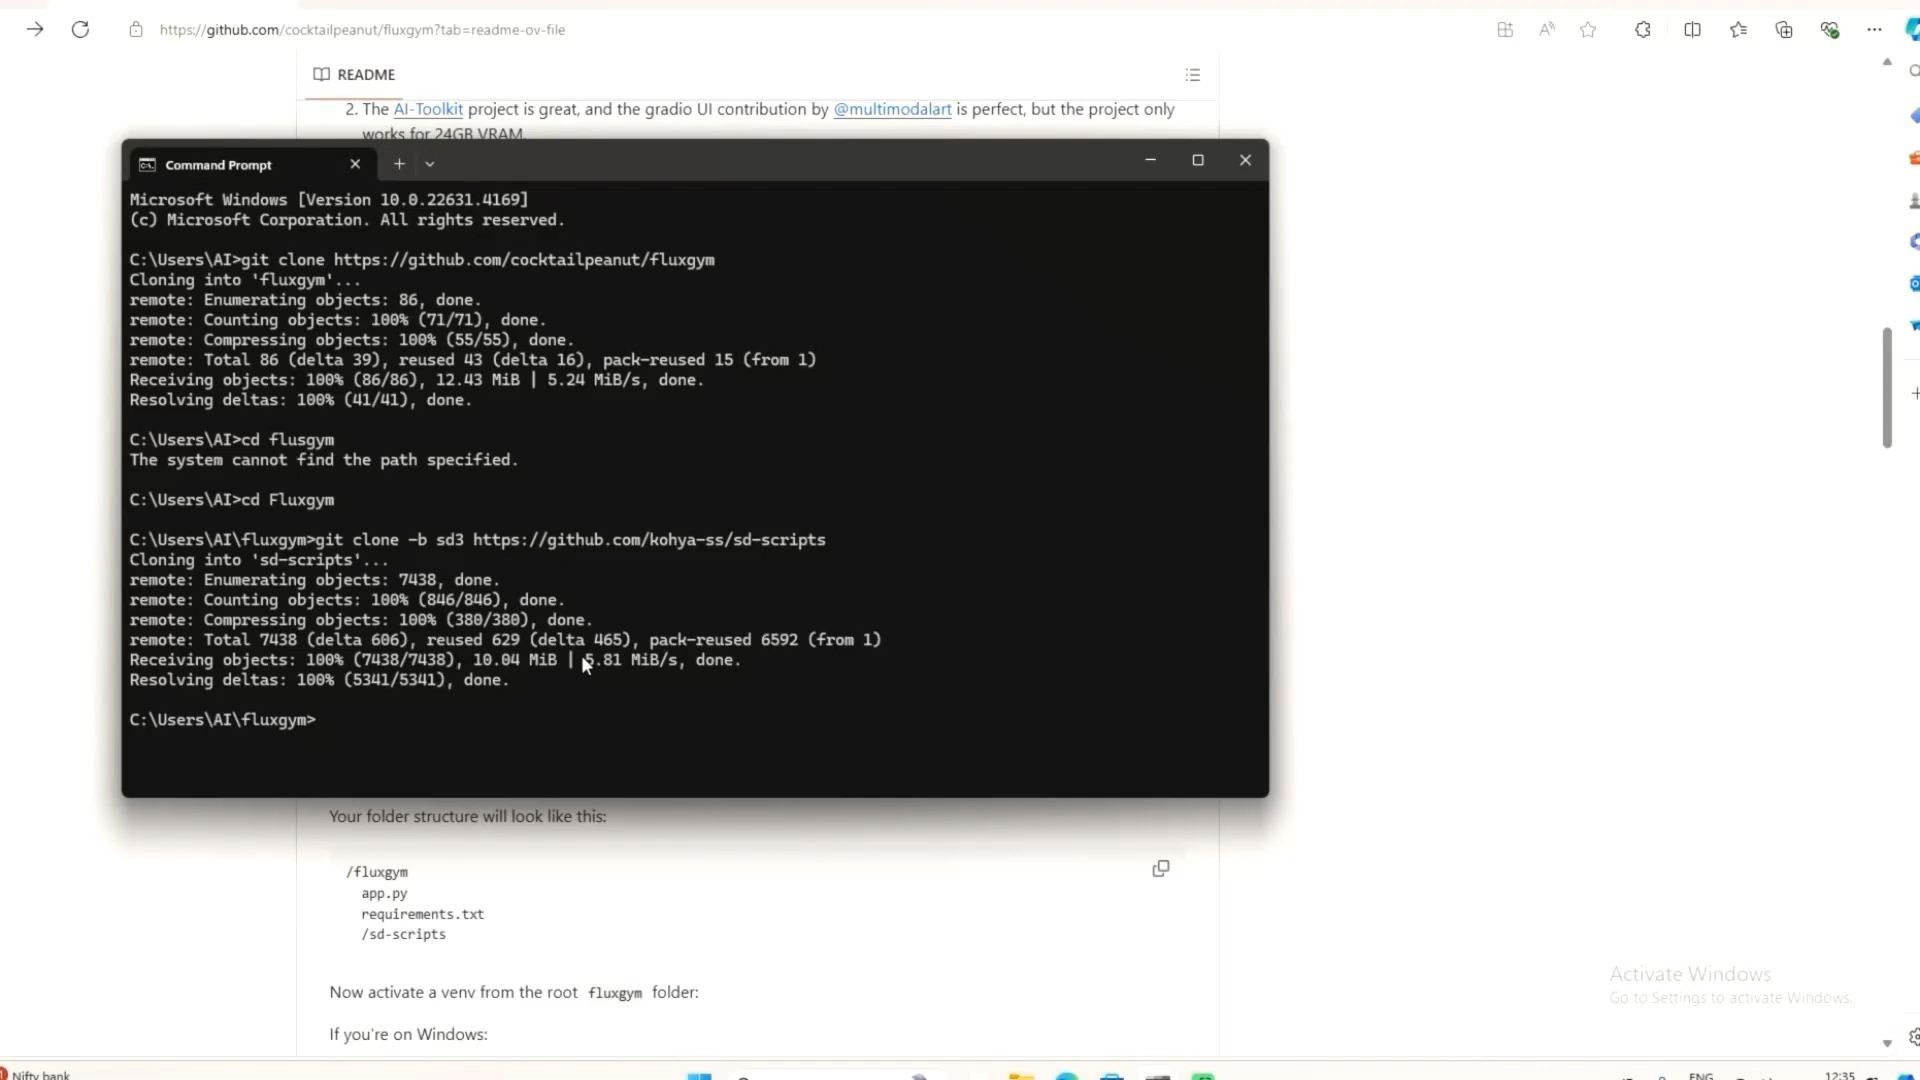 https://github.com/cocktailpeanut/fluxgym?tab=readme-ov-file
README
2. The AI-Toolkit project is great, and the gradio UI contribution by @multimodalart is perfect, but the project only
works for 24GB VRAM.
Command Prompt
Microsoft Windows [Version 10.0.22631.4169]
(c) Microsoft Corporation. All rights reserved.
C:\Users\AI>git clone https://github.com/cocktailpeanut/fluxgym
Cloning into 'fluxgym'...
remote: Enumerating objects: 86, done.
remote: Counting objects: 100% (71/71), done.
remote: Compressing objects: 100% (55/55), done.
remote: Total 86 (delta 39), reused 43 (delta 16), pack-reused 15 (from 1)
Receiving objects: 100% (86/86), 12.43 MiB | 5.24 MiB/s, done.
Resolving deltas: 100% (41/41), done.
C:\Users\AI>cd flusgym
The system cannot find the path specified.
C:\Users\AI>cd Fluxgym
C:\Users\AI\fluxgym>git clone -b sd3 https://github.com/kohya-ss/sd-scripts
Cloning into 'sd-scripts'...
remote: Enumerating objects: 7438, done.
remote: Counting objects: 100% (846/846), done.
remote: Compressing objects: 100% (380/380), done.
remote: Total 7438 (delta 606), reused 629 (delta 465), pack-reused 6592 (from 1)
Receiving objects: 100% (7438/7438), 10.04 MiB | 5.81 MiB/s, done.
Resolving deltas: 100% (5341/5341), done.
C:\Users\AI\fluxgym>
Your folder structure will look like this:
/fluxgym
app.py
requirements.txt
/sd-scripts
Now activate a venv from the root fluxgym folder:
If you're on Windows:
Activate Windows
Go to Settings to activate Windows.
Nifty bank
ENG
12:35